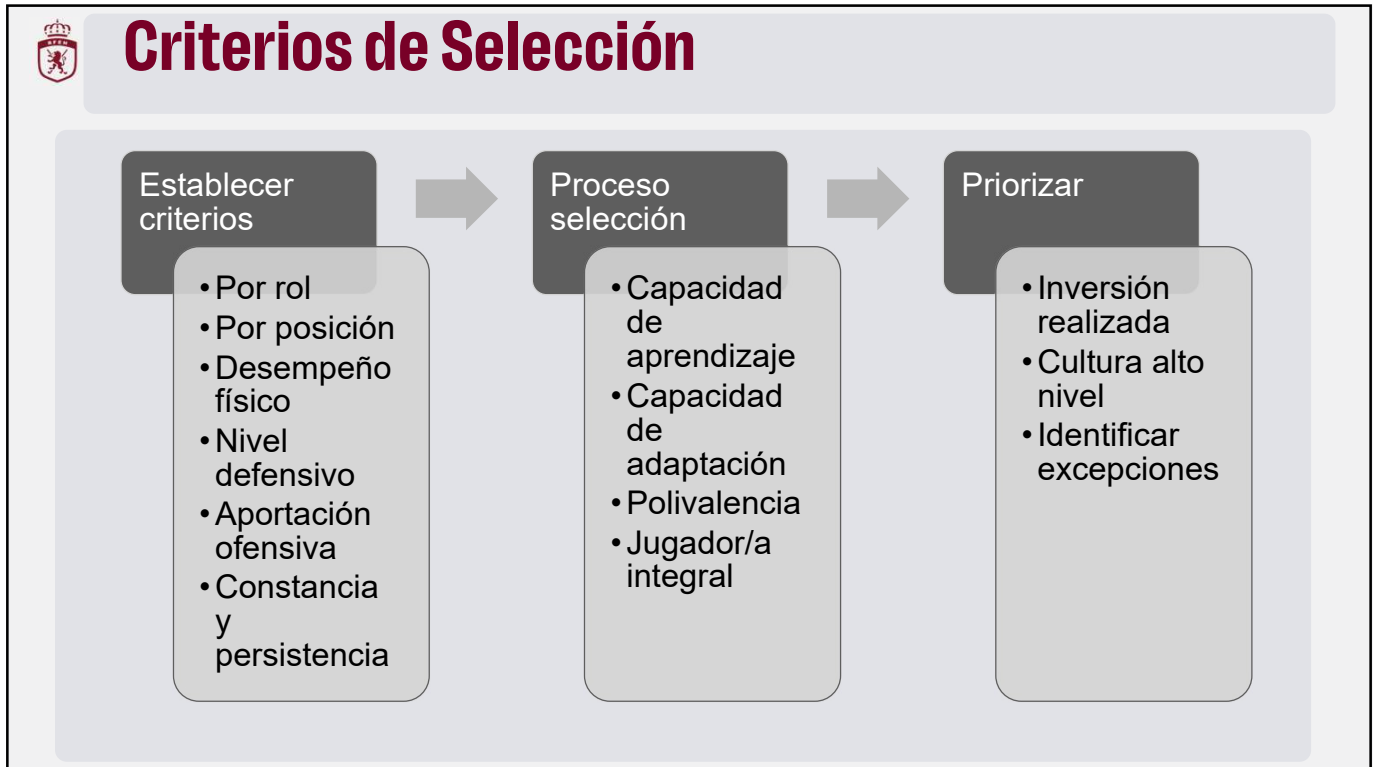 Criterios de Selección
Establecer
criterios
• Por rol
• Por posición
• Desempeño
físico
• Nivel
defensivo
• Aportación
ofensiva
• Constancia
y
persistencia
Proceso
selección
• Capacidad
de
aprendizaje
• Capacidad
de
adaptación
• Polivalencia
• Jugador/a
integral
Priorizar
• Inversión
realizada
• Cultura alto
nivel
• Identificar
excepciones